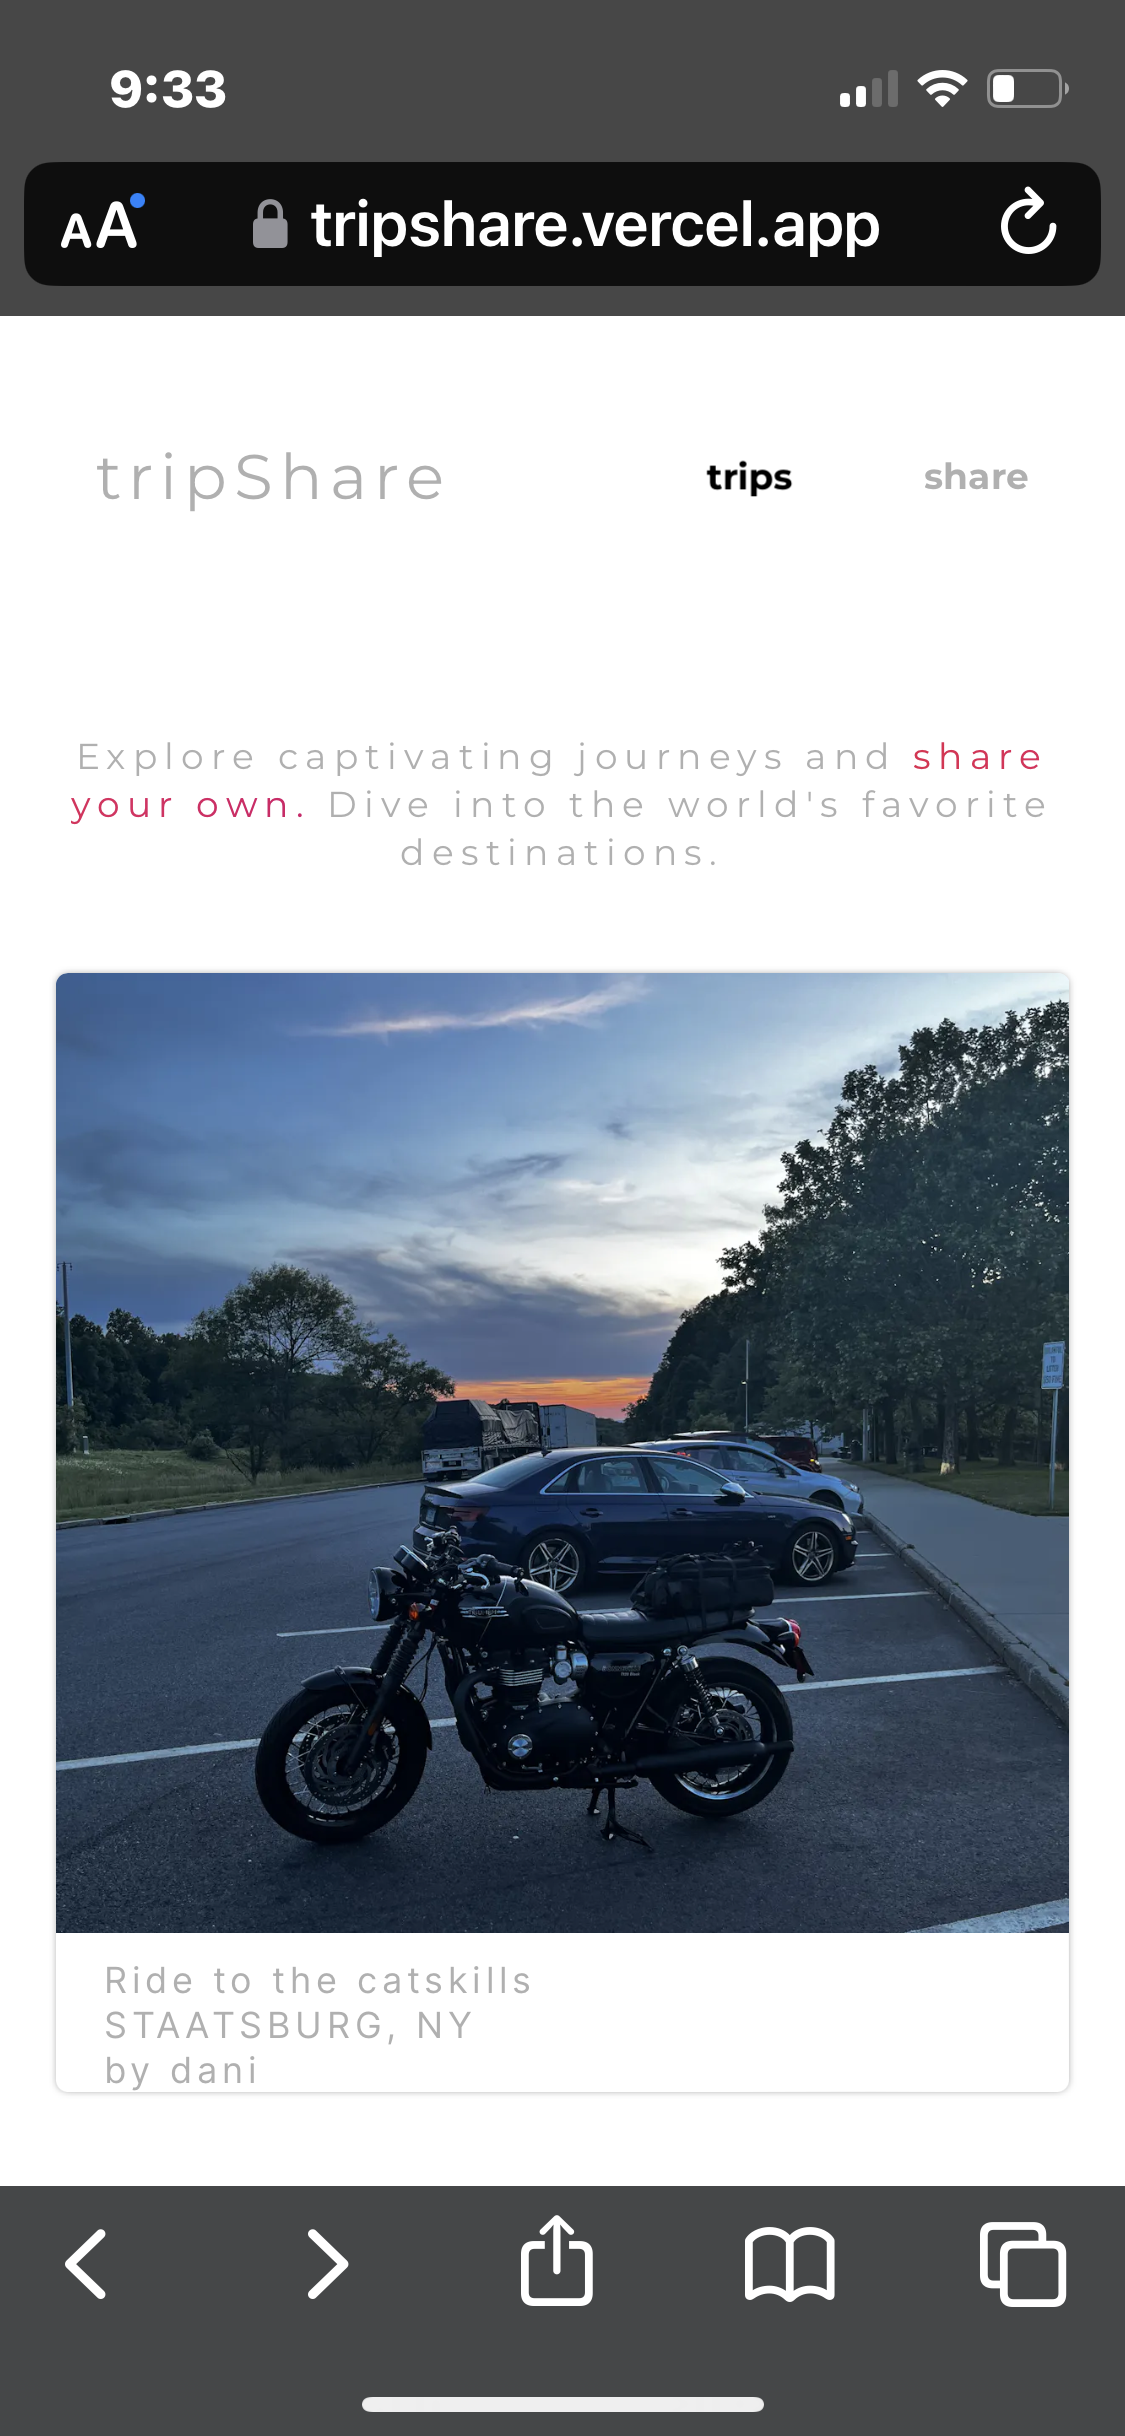 9:33
AA tripshare.vercel.app
tripShare trips share
Explore captivating journeys and share
your own. Dive into the world's favorite
destinations.
Ride to the catskills
STAATSBURG, NY
by dani